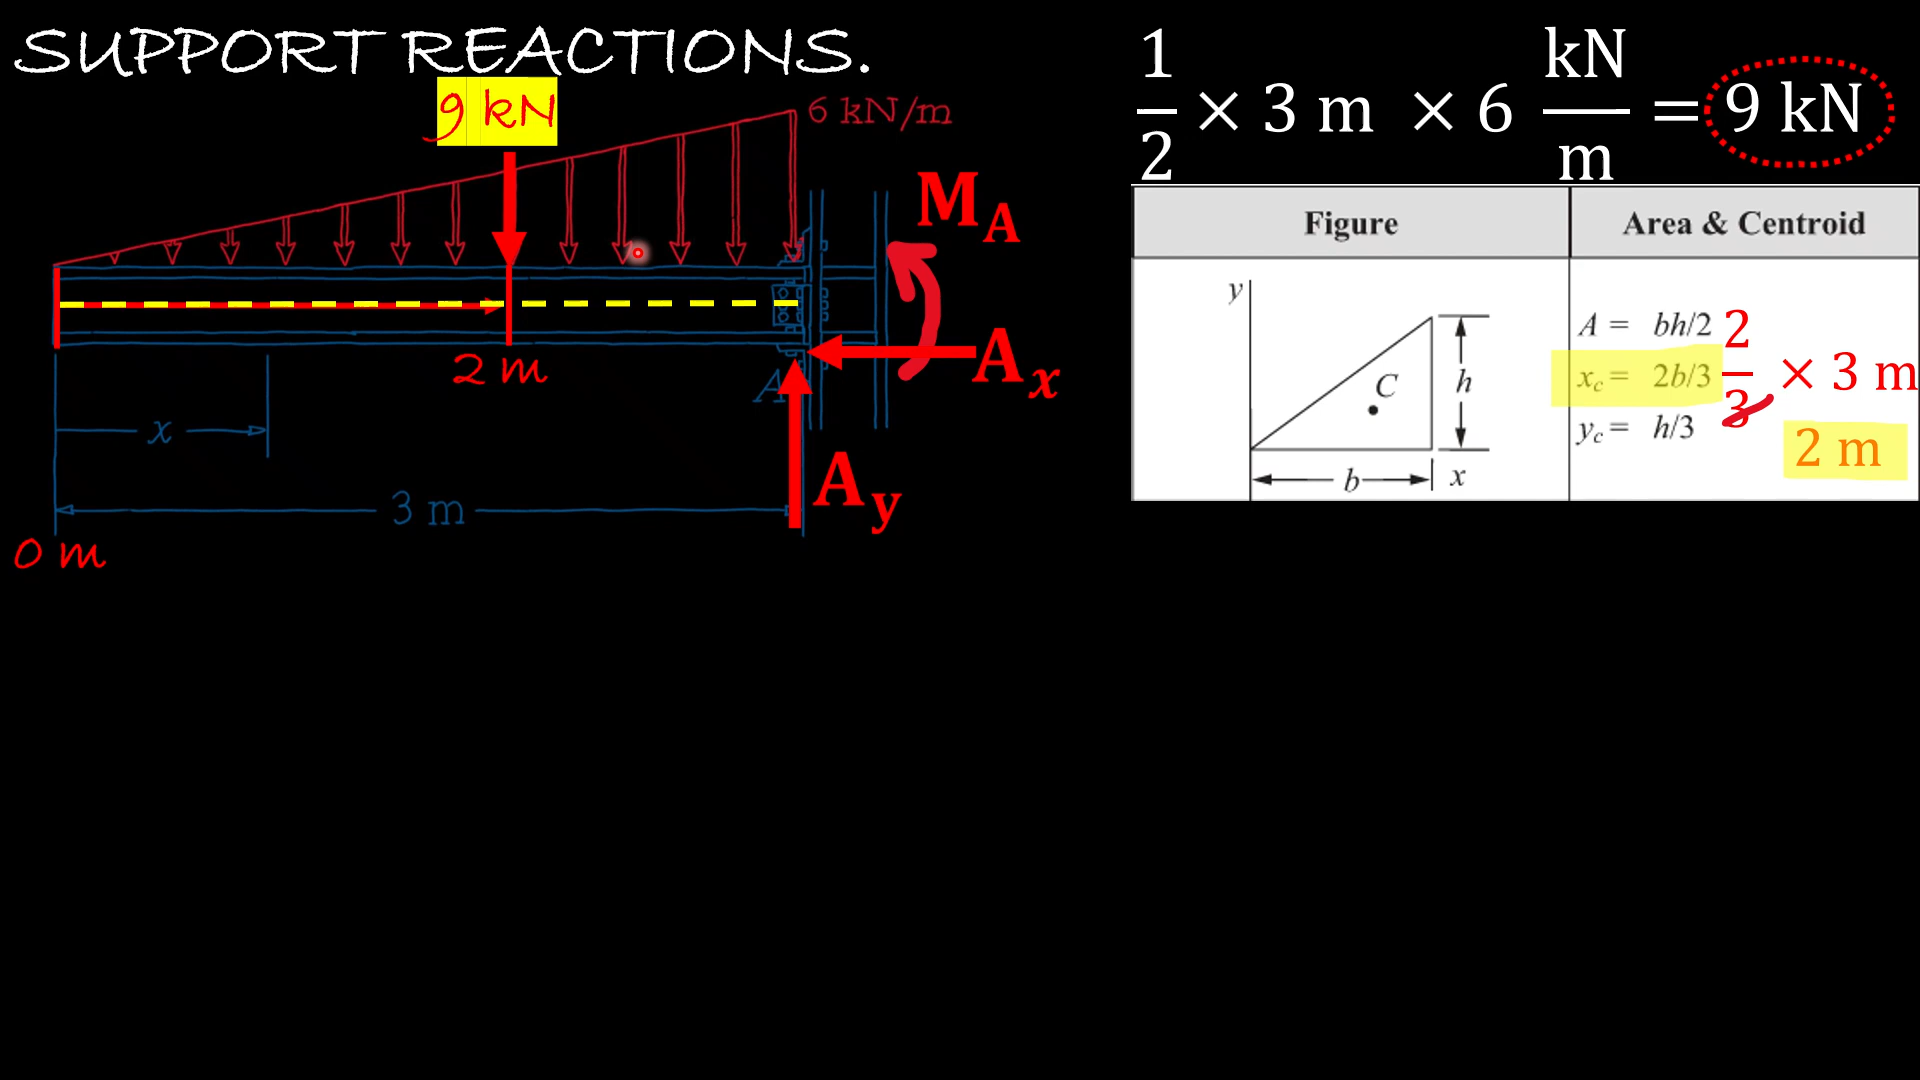 SUPPORT REACTIONS.
9 kN
6 kN/m
M_A
A_x
2 m
A
x
A_y
3 m
0 m
1/2 × 3 m × 6 kN/m = 9 kN
Figure
Area & Centroid
y
C
h
b
x
A = bh/2
x_c = 2b/3
y_c = h/3
2/3 × 3 m
2 m